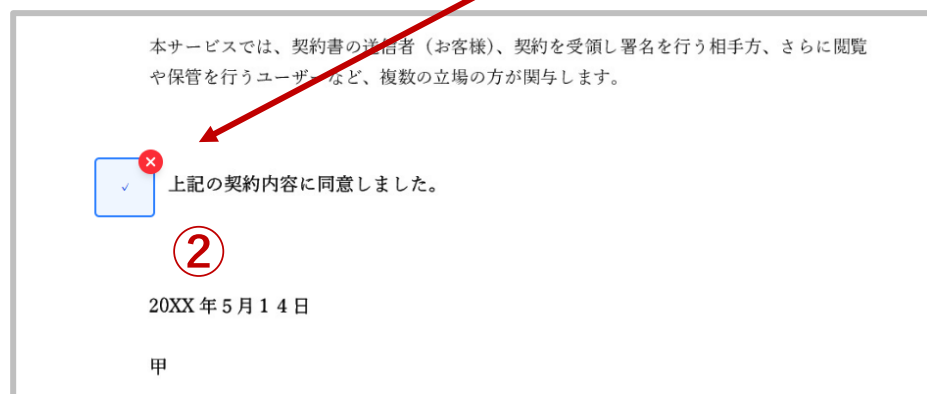 本サービスでは、契約書の送信者（お客様）、契約を受領し署名を行う相手方、さらに閲覧
や保管を行うユーザーなど、複数の立場の方が関与します。
✓ 上記の契約内容に同意しました。
②
20XX 年５月１４日
甲